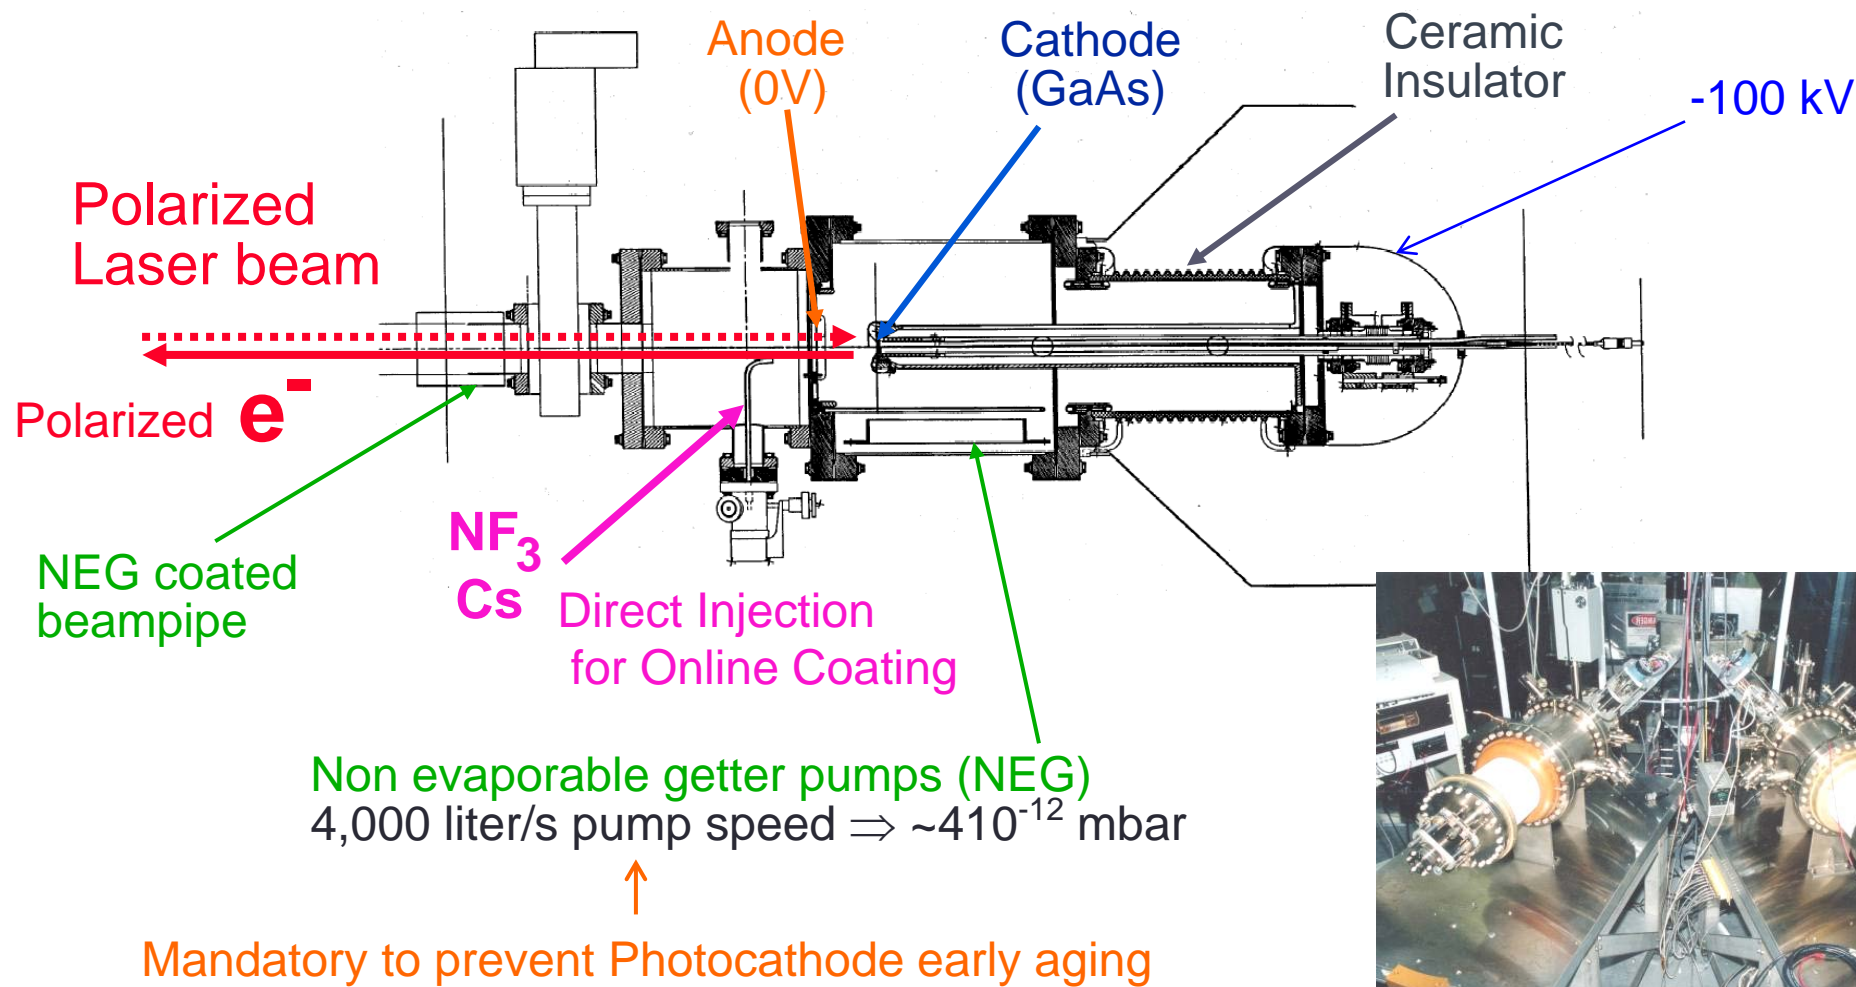 Anode
(0V)
Cathode
(GaAs)
Ceramic
Insulator
-100 kV
Polarized
Laser beam
Polarized e-
NEG coated
beampipe
NF3
Cs
Direct Injection
for Online Coating
Non evaporable getter pumps (NEG)
4,000 liter/s pump speed ⇒ ~410-12 mbar
Mandatory to prevent Photocathode early aging